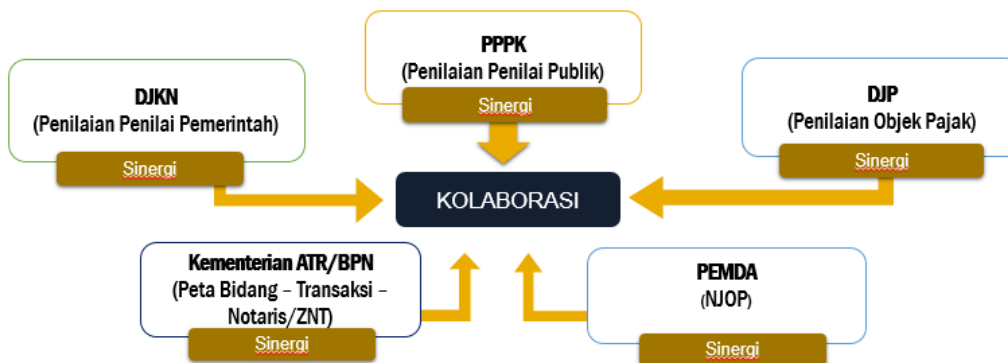 PPPK
(Penilaian Penilai Publik)
Sinergi
DJKN
(Penilaian Penilai Pemerintah)
Sinergi
DJP
(Penilaian Objek Pajak)
Sinergi
KOLABORASI
Kementerian ATR/BPN
(Peta Bidang – Transaksi –
Notaris/ZNT)
Sinergi
PEMDA
(NJOP)
Sinergi